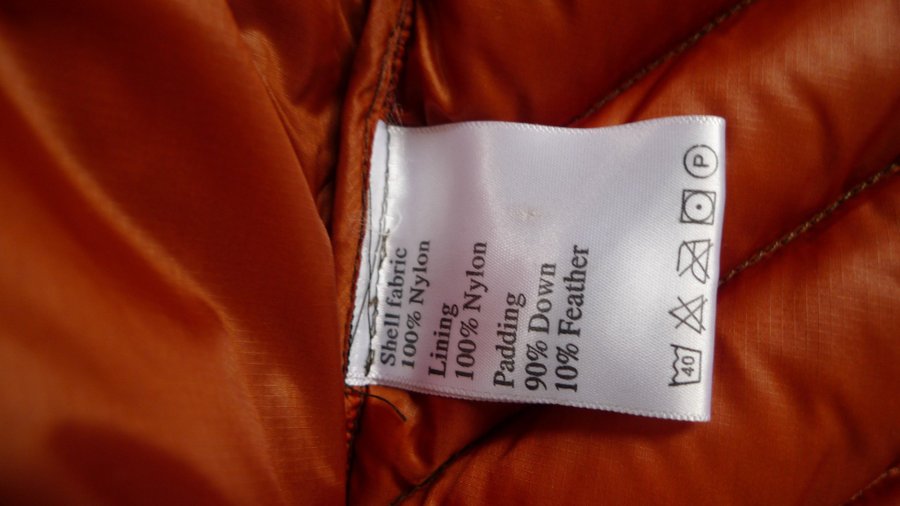 Shell fabric
100% Nylon
Lining
100% Nylon
Padding
90% Down
10% Feather
40
P